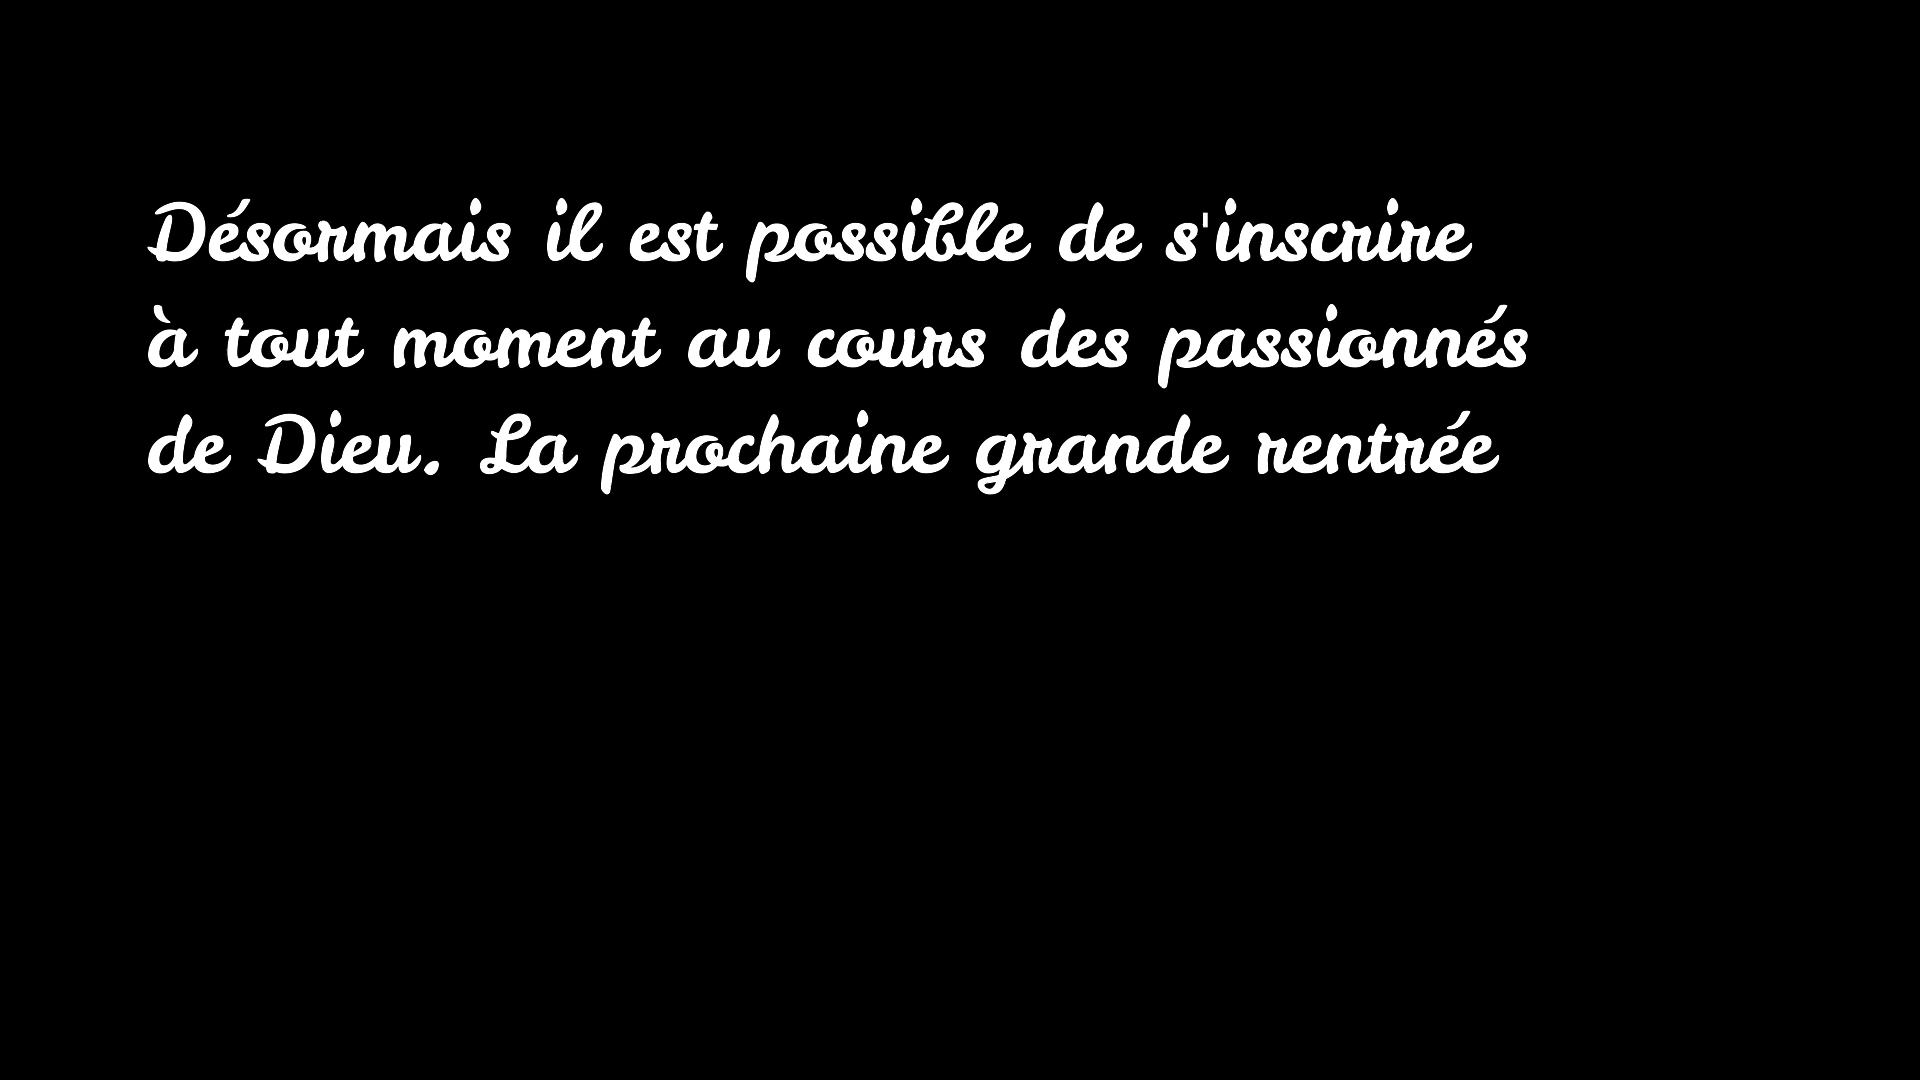 Désormais il est possible de s'inscrire
à tout moment au cours des passionnés
de Dieu. La prochaine grande rentrée